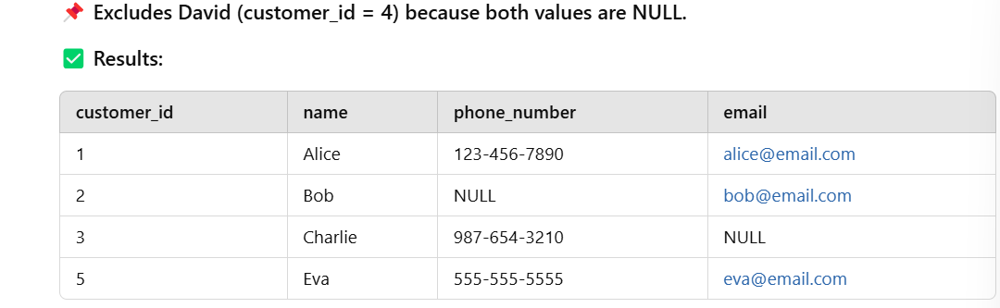 📌 Excludes David (customer_id = 4) because both values are NULL.
✅ Results:
customer_id name phone_number email
1 Alice 123-456-7890 alice@email.com
2 Bob NULL bob@email.com
3 Charlie 987-654-3210 NULL
5 Eva 555-555-5555 eva@email.com